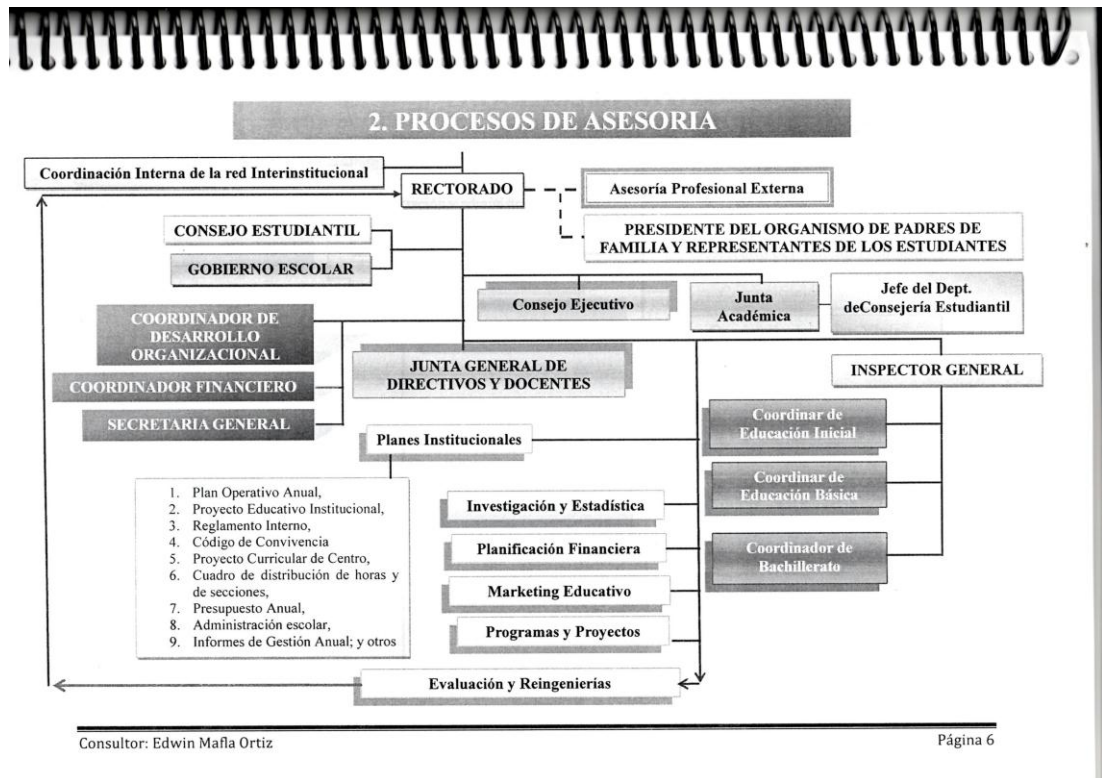 2. PROCESOS DE ASESORIA
Coordinación Interna de la red Interinstitucional
RECTORADO
Asesoría Profesional Externa
PRESIDENTE DEL ORGANISMO DE PADRES DE
FAMILIA Y REPRESENTANTES DE LOS ESTUDIANTES
CONSEJO ESTUDIANTIL
GOBIERNO ESCOLAR
Consejo Ejecutivo
Junta
Académica
Jefe del Dept.
deConsejería Estudiantil
COORDINADOR DE
DESARROLLO
ORGANIZACIONAL
COORDINADOR FINANCIERO
SECRETARIA GENERAL
JUNTA GENERAL DE
DIRECTIVOS Y DOCENTES
INSPECTOR GENERAL
Coordinar de
Educación Inicial
Coordinar de
Educación Básica
Coordinador de
Bachillerato
Planes Institucionales
1. Plan Operativo Anual,
2. Proyecto Educativo Institucional,
3. Reglamento Interno,
4. Código de Convivencia
5. Proyecto Curricular de Centro,
6. Cuadro de distribución de horas y
de secciones,
7. Presupuesto Anual,
8. Administración escolar,
9. Informes de Gestión Anual; y otros
Investigación y Estadística
Planificación Financiera
Marketing Educativo
Programas y Proyectos
Evaluación y Reingenierías
Consultor: Edwin Mafla Ortiz
Página 6